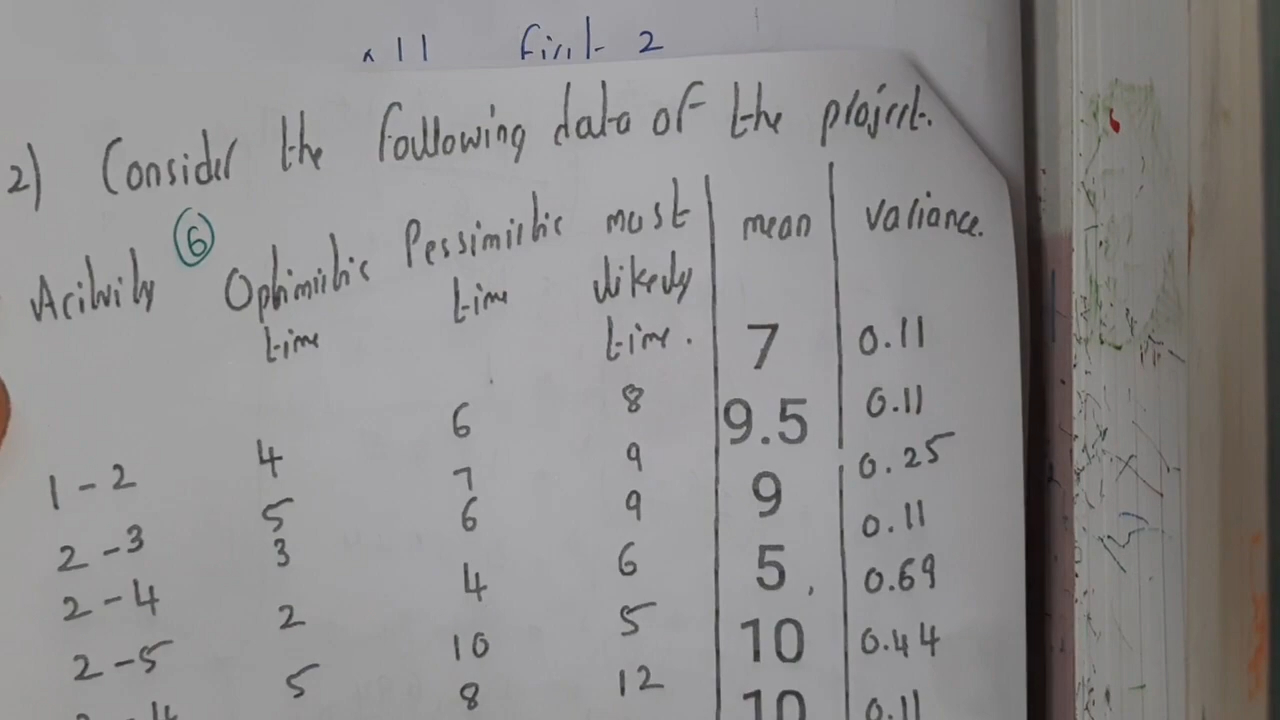 2) Consider the following data of the project.
Activity ⑥ Optimistic time Pessimistic time most likely time. mean variance.
1-2 4 6 8 7 0.11
2-3 5 7 9 9.5 0.11
2-4 3 6 9 9 0.25
2-5 2 4 6 5 0.11
5 10 5 10 0.69
8 12 10 0.44
0.11